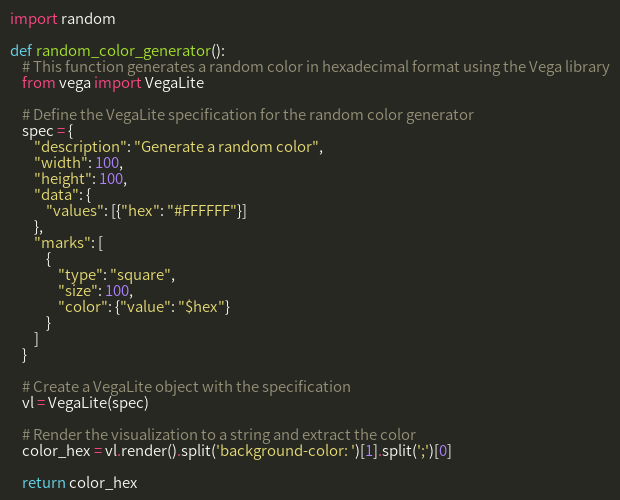 import random

def random_color_generator():
    # This function generates a random color in hexadecimal format using the Vega library
    from vega import VegaLite

    # Define the VegaLite specification for the random color generator
    spec = {
        "description": "Generate a random color",
        "width": 100,
        "height": 100,
        "data": {
            "values": [{"hex": "#FFFFFF"}]
        },
        "marks": [
            {
                "type": "square",
                "size": 100,
                "color": {"value": "$hex"}
            }
        ]
    }

    # Create a VegaLite object with the specification
    vl = VegaLite(spec)

    # Render the visualization to a string and extract the color
    color_hex = vl.render().split('background-color: ')[1].split(';')[0]

    return color_hex